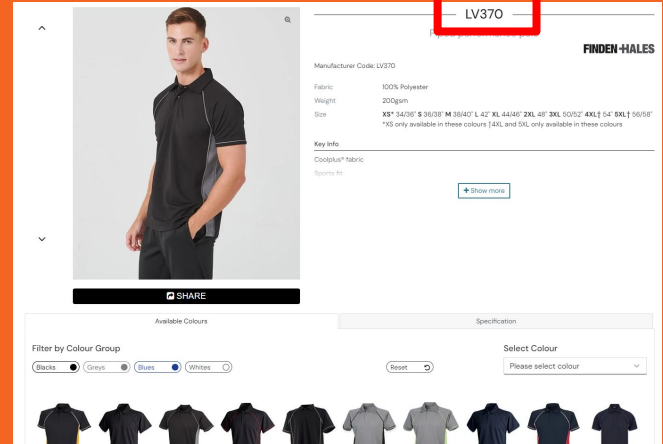 LV370
FINDEN+HALES
Manufacturer Code: LV370
Fabric 100% Polyester
Weight 200gsm
Size XS* 34/36" S 36/38" M 38/40" L 42" XL 44/46" 2XL 48" 3XL 50/52" 4XL† 54" 5XL† 56/58"
*XS only available in these colours †4XL and 5XL only available in these colours
Key Info
Coolplus® fabric
Sports fit
+ Show more
SHARE
Available Colours Specification
Filter by Colour Group Select Colour
Blacks Greys Blues Whites Reset Please select colour